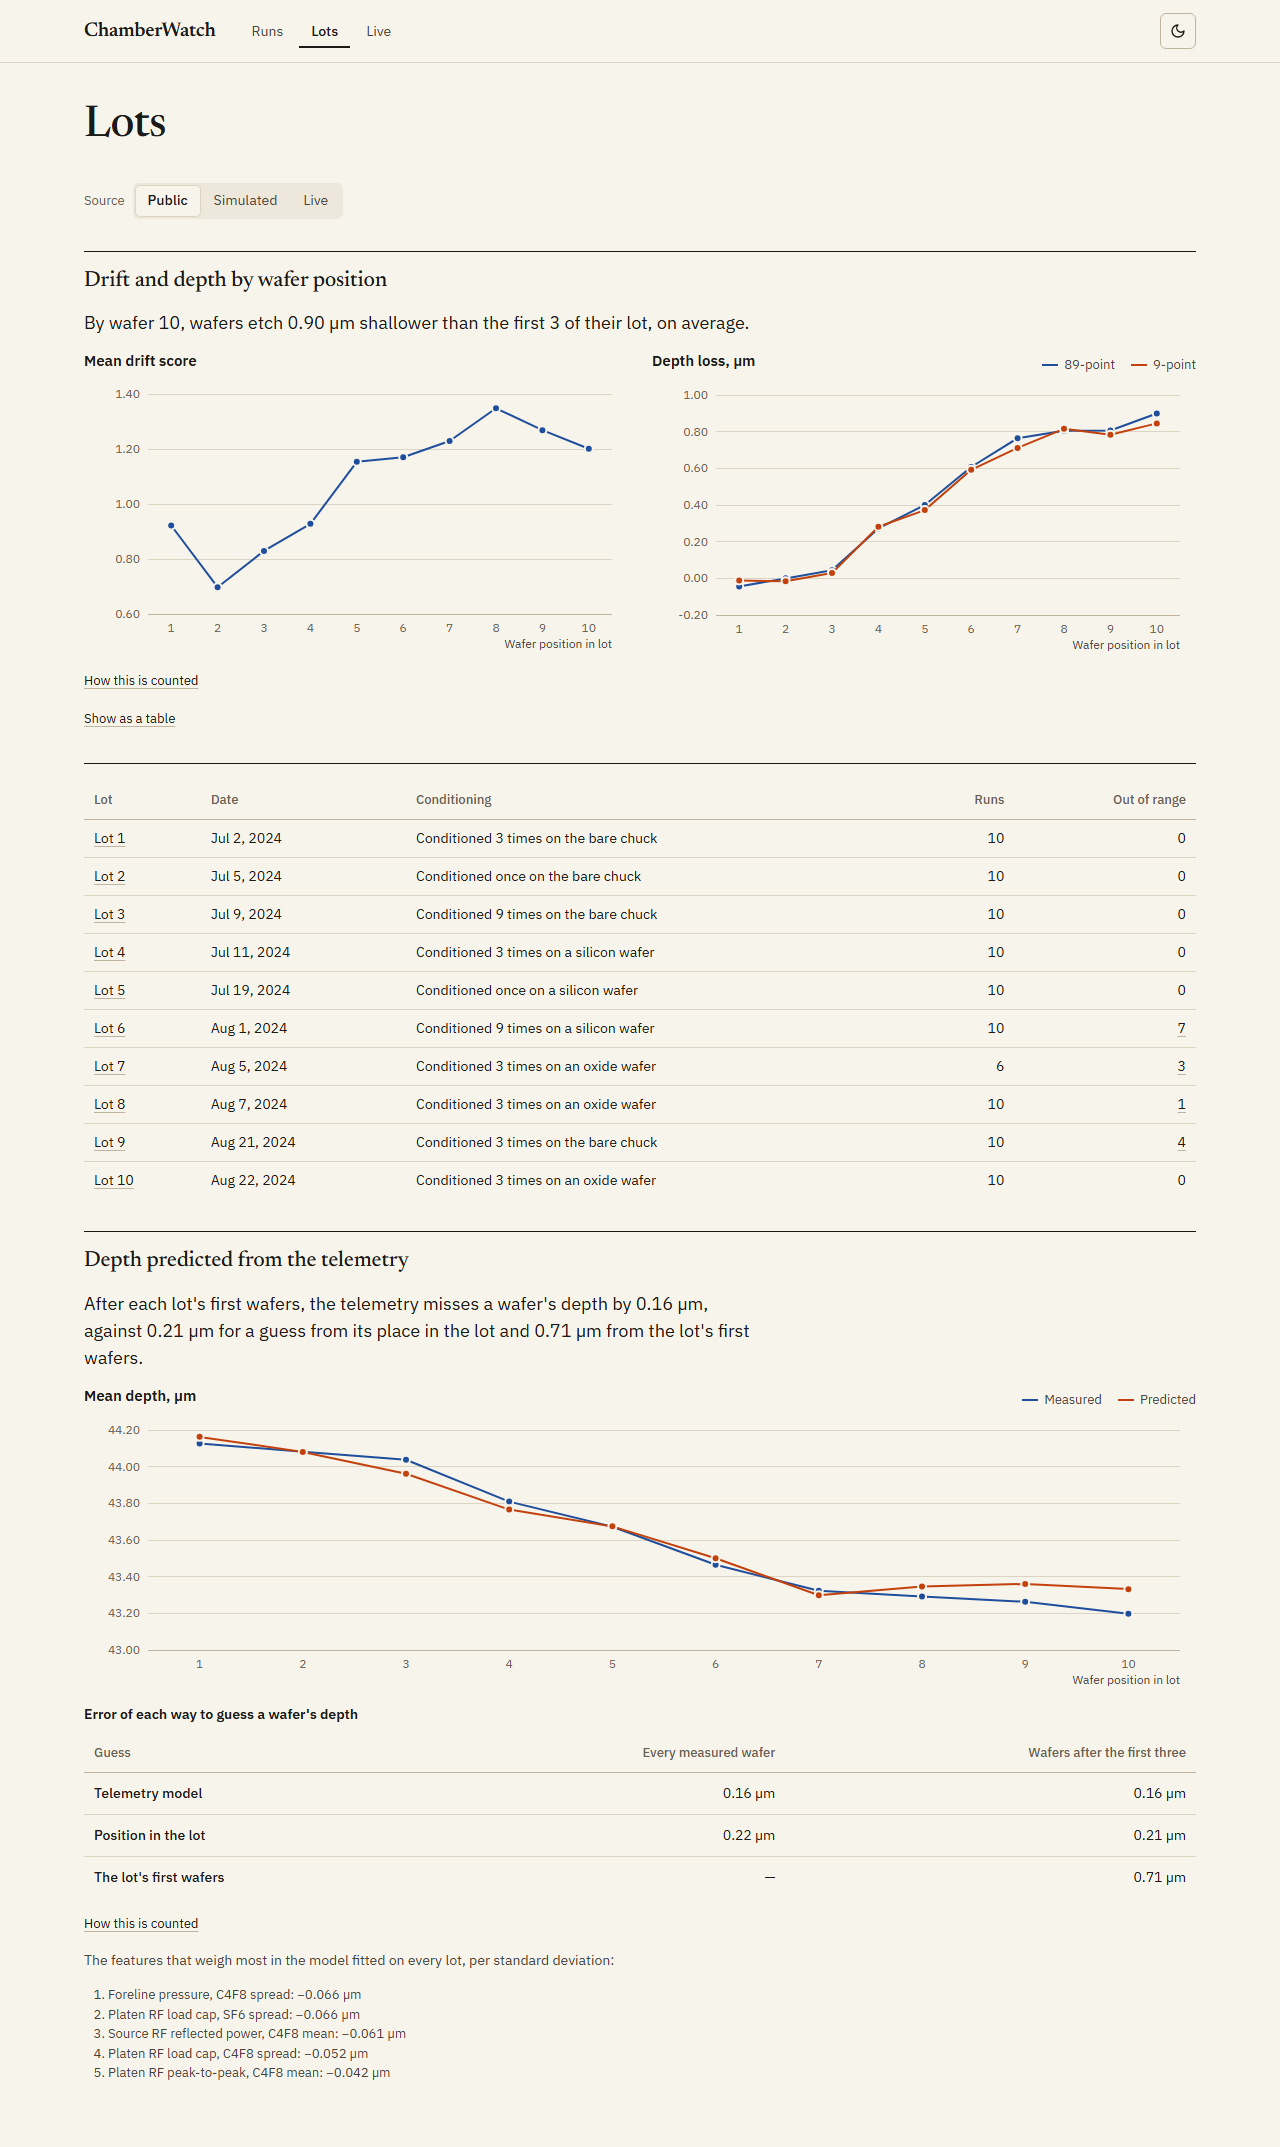 ChamberWatch Runs Lots Live
Lots
Source Public Simulated Live
Drift and depth by wafer position
By wafer 10, wafers etch 0.90 µm shallower than the first 3 of their lot, on average.
Mean drift score
1.40
1.20
1.00
0.80
0.60
1 2 3 4 5 6 7 8 9 10
Wafer position in lot
Depth loss, µm
89-point 9-point
1.00
0.80
0.60
0.40
0.20
0.00
-0.20
1 2 3 4 5 6 7 8 9 10
Wafer position in lot
How this is counted
Show as a table
Lot Date Conditioning Runs Out of range
Lot 1 Jul 2, 2024 Conditioned 3 times on the bare chuck 10 0
Lot 2 Jul 5, 2024 Conditioned once on the bare chuck 10 0
Lot 3 Jul 9, 2024 Conditioned 9 times on the bare chuck 10 0
Lot 4 Jul 11, 2024 Conditioned 3 times on a silicon wafer 10 0
Lot 5 Jul 19, 2024 Conditioned once on a silicon wafer 10 0
Lot 6 Aug 1, 2024 Conditioned 9 times on a silicon wafer 10 7
Lot 7 Aug 5, 2024 Conditioned 3 times on an oxide wafer 6 3
Lot 8 Aug 7, 2024 Conditioned 3 times on an oxide wafer 10 1
Lot 9 Aug 21, 2024 Conditioned 3 times on the bare chuck 10 4
Lot 10 Aug 22, 2024 Conditioned 3 times on an oxide wafer 10 0
Depth predicted from the telemetry
After each lot's first wafers, the telemetry misses a wafer's depth by 0.16 µm,
against 0.21 µm for a guess from its place in the lot and 0.71 µm from the lot's first
wafers.
Mean depth, µm
Measured Predicted
44.20
44.00
43.80
43.60
43.40
43.20
43.00
1 2 3 4 5 6 7 8 9 10
Wafer position in lot
Error of each way to guess a wafer's depth
Guess Every measured wafer Wafers after the first three
Telemetry model 0.16 µm 0.16 µm
Position in the lot 0.22 µm 0.21 µm
The lot's first wafers — 0.71 µm
How this is counted
The features that weigh most in the model fitted on every lot, per standard deviation:
1. Foreline pressure, C4F8 spread: −0.066 µm
2. Platen RF load cap, SF6 spread: −0.066 µm
3. Source RF reflected power, C4F8 mean: −0.061 µm
4. Platen RF load cap, C4F8 spread: −0.052 µm
5. Platen RF peak-to-peak, C4F8 mean: −0.042 µm